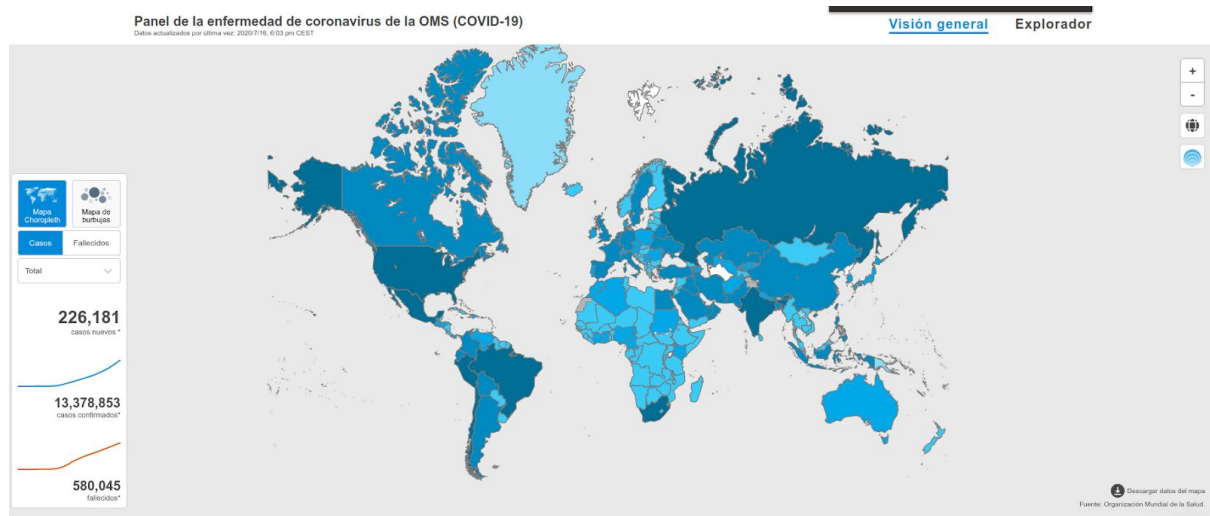 Panel de la enfermedad de coronavirus de la OMS (COVID-19)
Datos actualizados por última vez: 2020/7/16, 6:03 pm CEST
Visión general
Explorador
+
-
Mapa
Choropleth
Mapa de
burbujas
Casos
Fallecidos
Total
226,181
casos nuevos *
13,378,853
casos confirmados*
580,045
fallecidos*
Descargar datos del mapa
Fuente: Organización Mundial de la Salud.